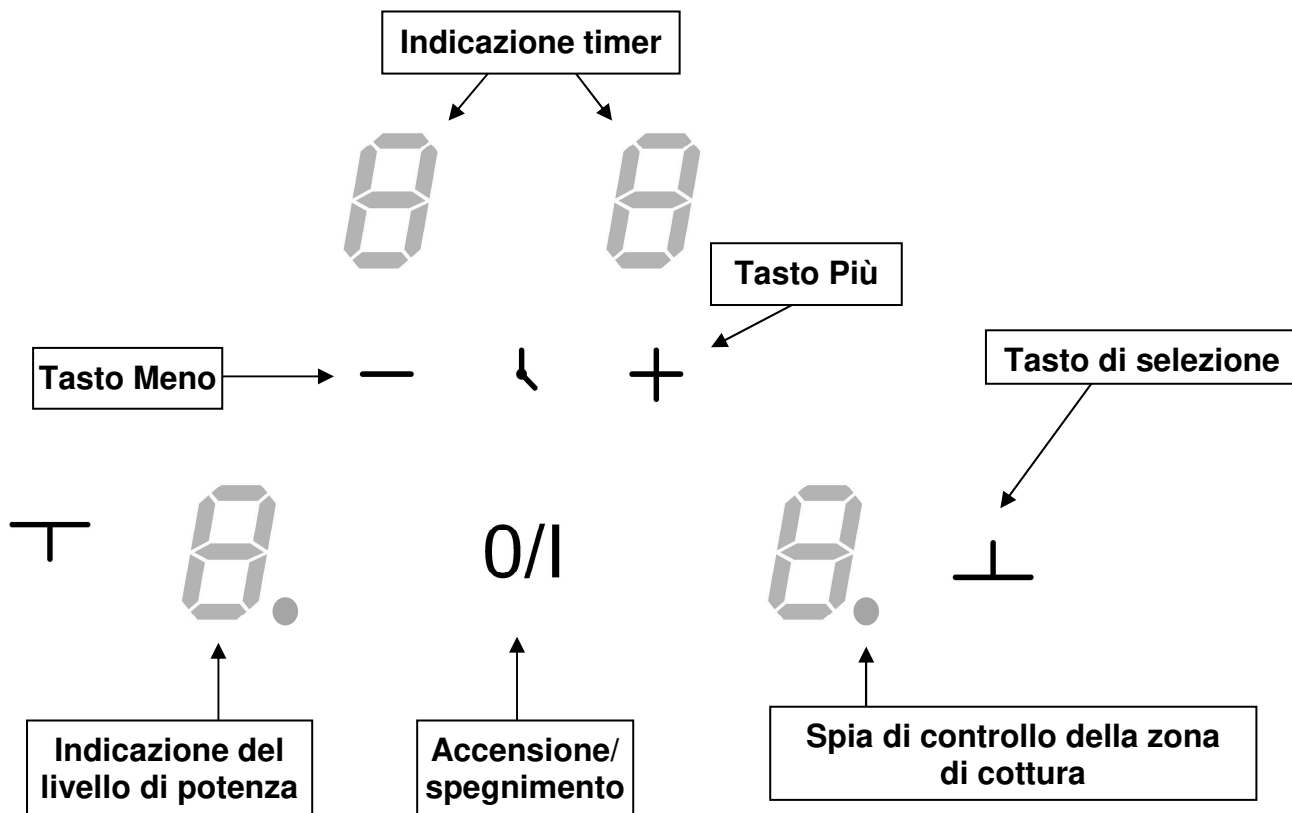 Indicazione timer
Tasto Più
Tasto Meno
Tasto di selezione
0/I
Indicazione del
livello di potenza
Accensione/
spegnimento
Spia di controllo della zona
di cottura